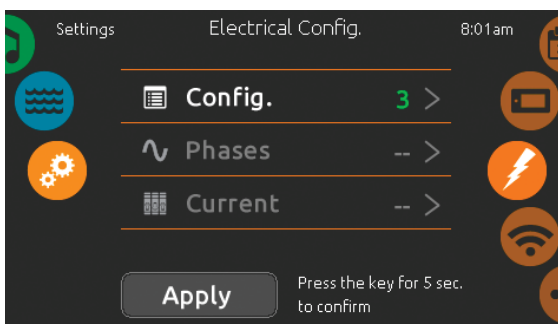 Settings
Electrical Config.
8:01am
Config. 3 >
Phases -- >
Current -- >
Apply
Press the key for 5 sec.
to confirm